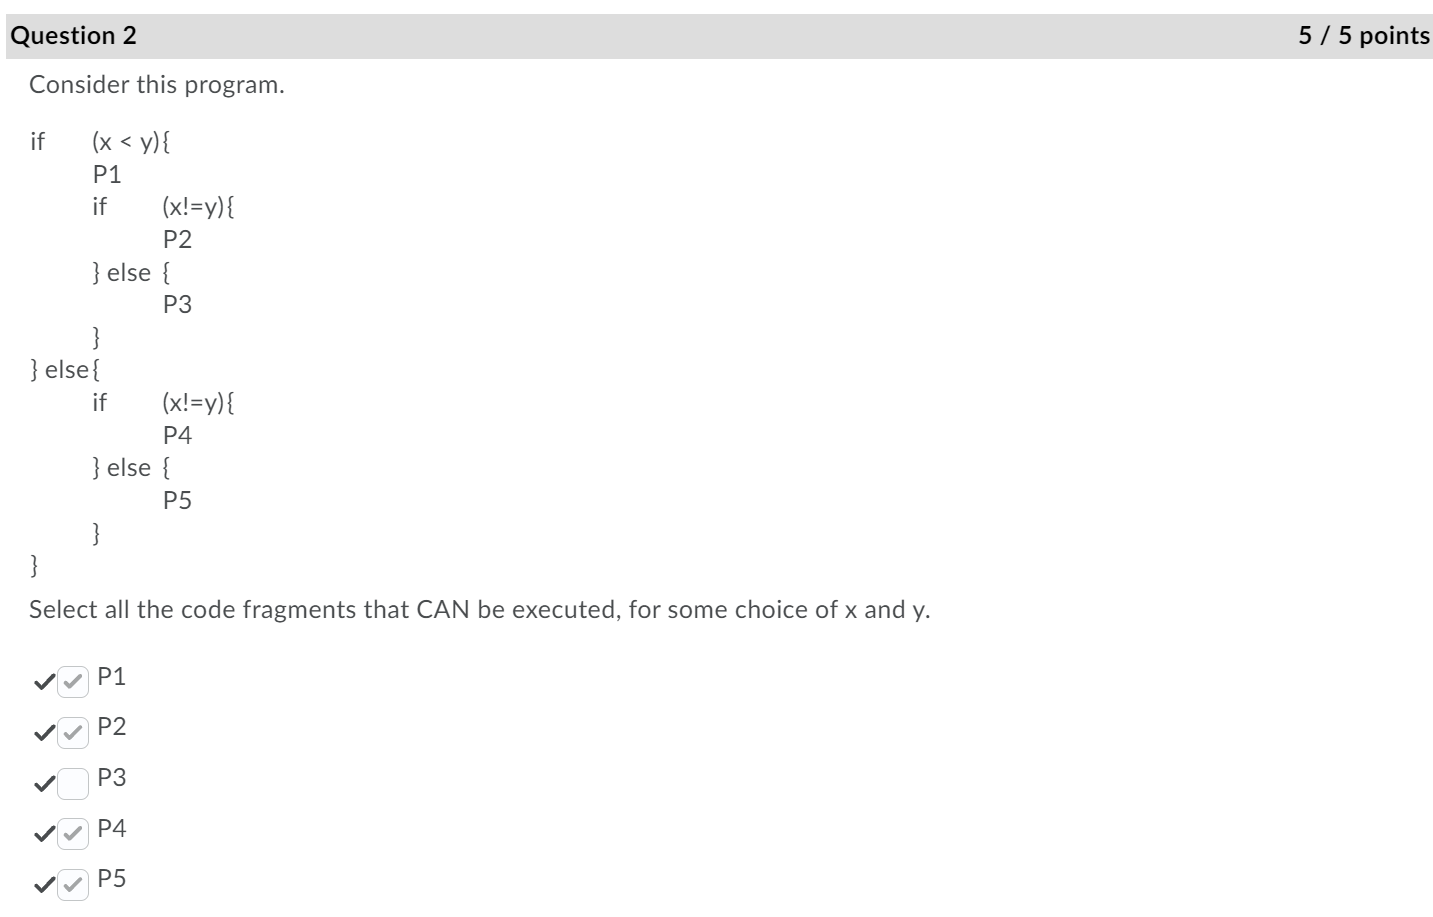 Question 2 5 / 5 points
Consider this program.
if (x < y){
P1
if (x!=y){
P2
} else {
P3
}
} else{
if (x!=y){
P4
} else {
P5
}
}
Select all the code fragments that CAN be executed, for some choice of x and y.
P1
P2
P3
P4
P5